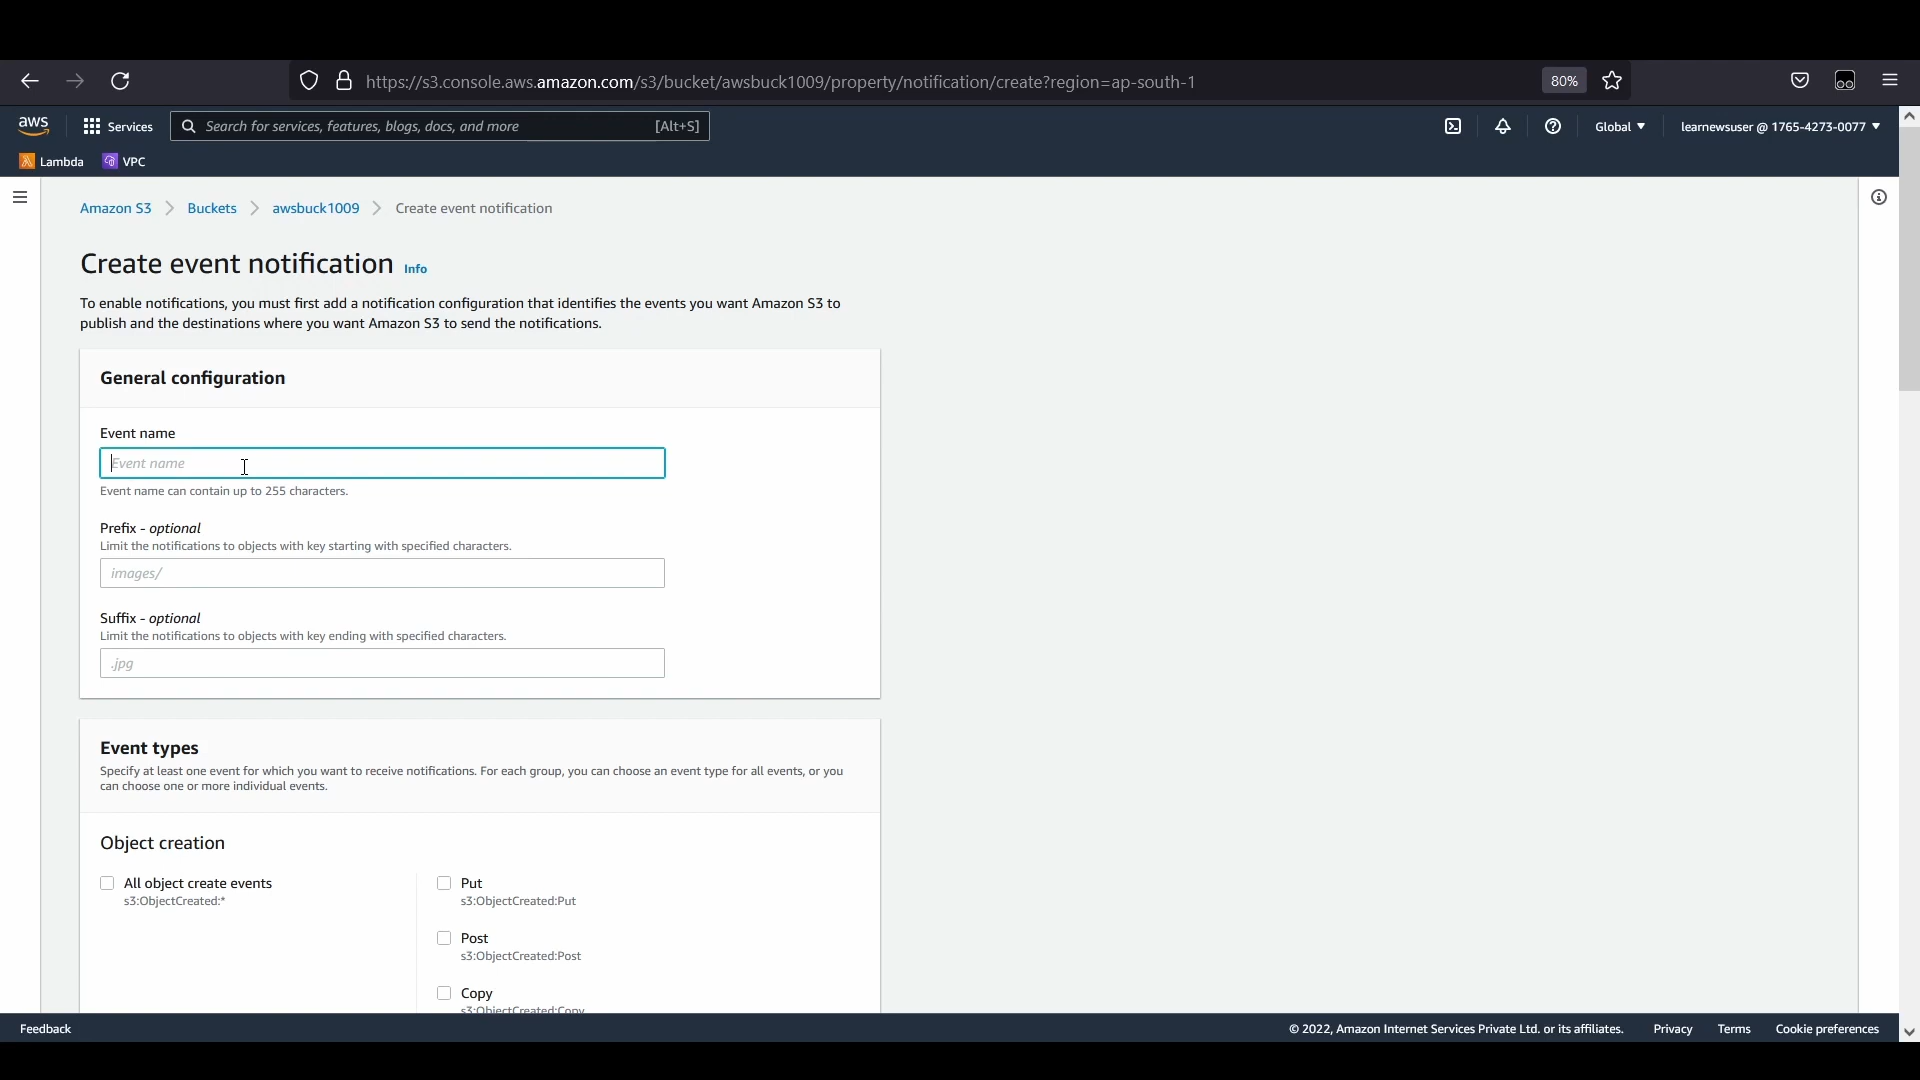 https://s3.console.aws.amazon.com/s3/bucket/awsbuck1009/property/notification/create?region=ap-south-1
80%
aws
Services
Search for services, features, blogs, docs, and more
[Alt+S]
Global
learnewsuser @ 1765-4273-0077
Lambda
VPC
Amazon S3
Buckets
awsbuck1009
Create event notification
Create event notification
Info
To enable notifications, you must first add a notification configuration that identifies the events you want Amazon S3 to
publish and the destinations where you want Amazon S3 to send the notifications.
General configuration
Event name
Event name
Event name can contain up to 255 characters.
Prefix - optional
Limit the notifications to objects with key starting with specified characters.
images/
Suffix - optional
Limit the notifications to objects with key ending with specified characters.
.jpg
Event types
Specify at least one event for which you want to receive notifications. For each group, you can choose an event type for all events, or you
can choose one or more individual events.
Object creation
All object create events
s3:ObjectCreated:*
Put
s3:ObjectCreated:Put
Post
s3:ObjectCreated:Post
Copy
s3:ObjectCreated:Copy
Feedback
© 2022, Amazon Internet Services Private Ltd. or its affiliates.
Privacy
Terms
Cookie preferences